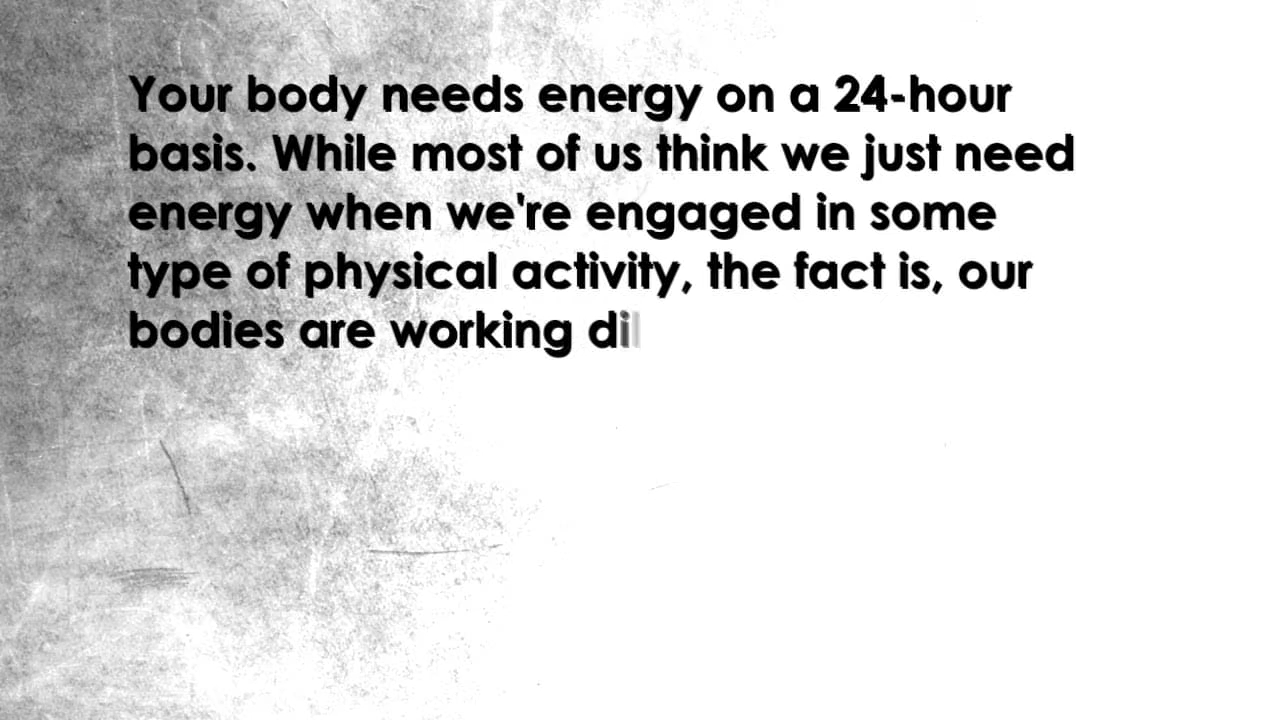 Your body needs energy on a 24-hour
basis. While most of us think we just need
energy when we're engaged in some
type of physical activity, the fact is, our
bodies are working dil